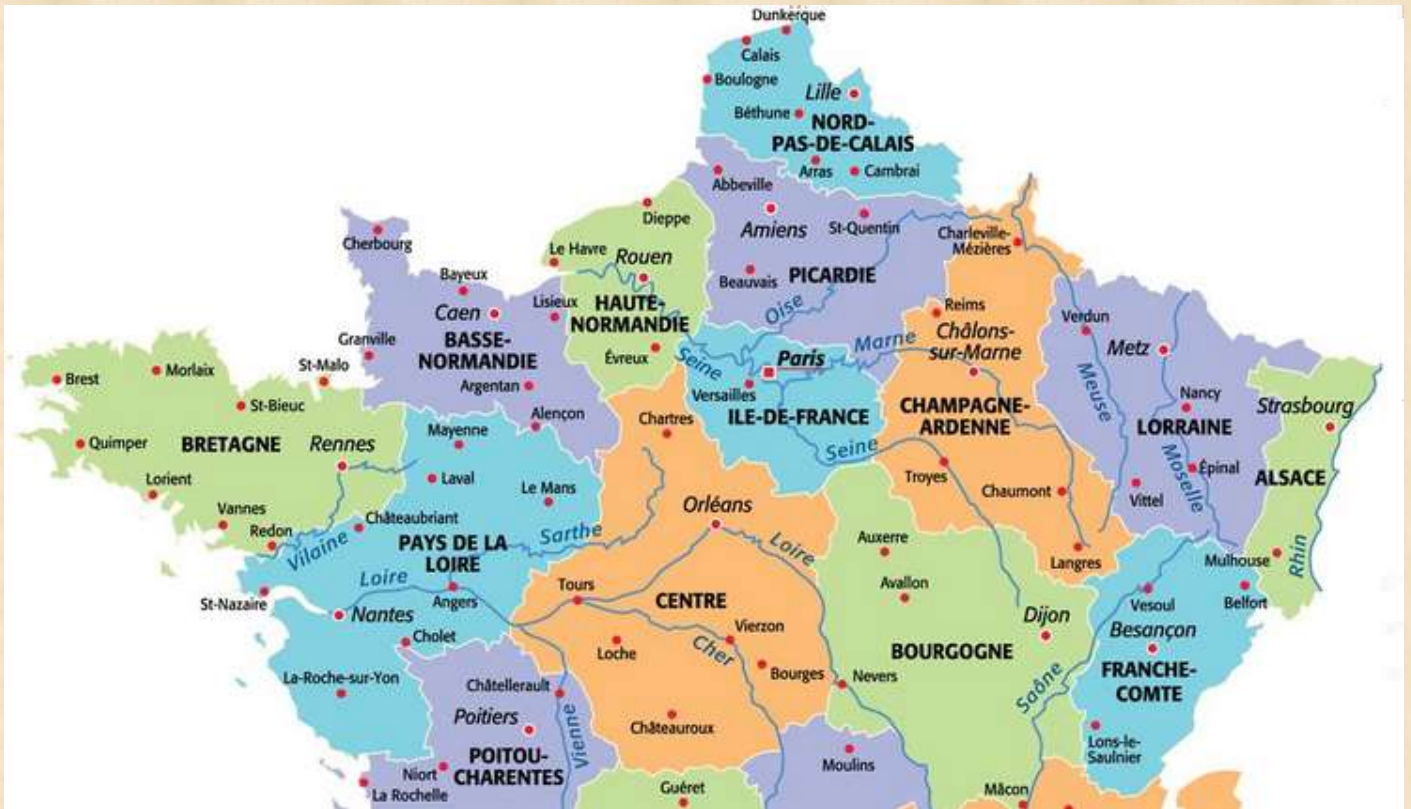 Dunkerque
Calais
Boulogne
Lille
Béthune
NORD-
PAS-DE-CALAIS
Arras
Cambrai
Abbeville
Dieppe
Amiens
St-Quentin
Charleville-
Mézières
Cherbourg
Le Havre
Rouen
Beauvais
PICARDIE
Bayeux
Caen
Lisieux
HAUTE-
NORMANDIE
Oise
Reims
Verdun
BASSE-
NORMANDIE
Granville
Évreux
Seine
Paris
Marne
Châlons-
sur-Marne
Metz
Brest
Morlaix
St-Malo
Argentan
Versailles
Meuse
Nancy
St-Bieuc
Alençon
Chartres
ILE-DE-FRANCE
CHAMPAGNE-
ARDENNE
LORRAINE
Strasbourg
Quimper
BRETAGNE
Rennes
Mayenne
Seine
Troyes
Moselle
Épinal
ALSACE
Lorient
Laval
Le Mans
Chaumont
Vittel
Vannes
Redon
Châteaubriant
Orléans
Vilaine
PAYS DE LA
LOIRE
Sarthe
Loire
Auxerre
Langres
Mulhouse
Rhin
St-Nazaire
Loire
Angers
Tours
CENTRE
Avallon
Vesoul
Belfort
Nantes
Cholet
Loche
Vierzon
Cher
Dijon
Besançon
BOURGOGNE
La-Roche-sur-Yon
Châtellerault
Bourges
Nevers
Saône
FRANCHE-
COMTE
Poitiers
Vienne
Châteauroux
POITOU-
CHARENTES
Niort
La Rochelle
Moulins
Lons-le-
Saulnier
Guéret
Mâcon